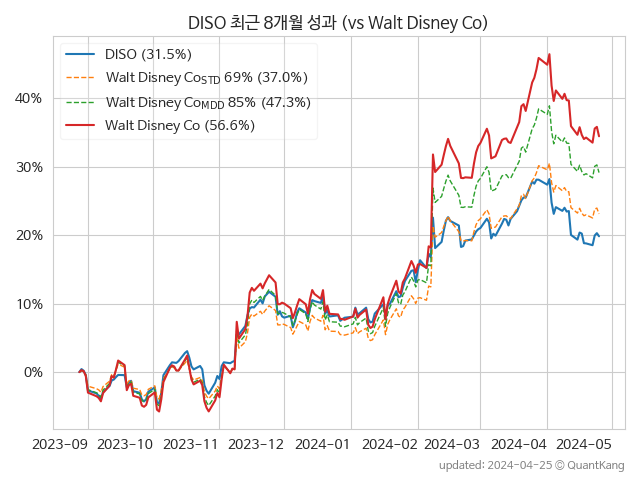 DISO 최근 8개월 성과 (vs Walt Disney Co)
DISO (31.5%)
Walt Disney CoSTD 69% (37.0%)
Walt Disney CoMDD 85% (47.3%)
Walt Disney Co (56.6%)
40%
30%
20%
10%
0%
2023-09 2023-10 2023-11 2023-12 2024-01 2024-02 2024-03 2024-04 2024-05
updated: 2024-04-25 © QuantKang